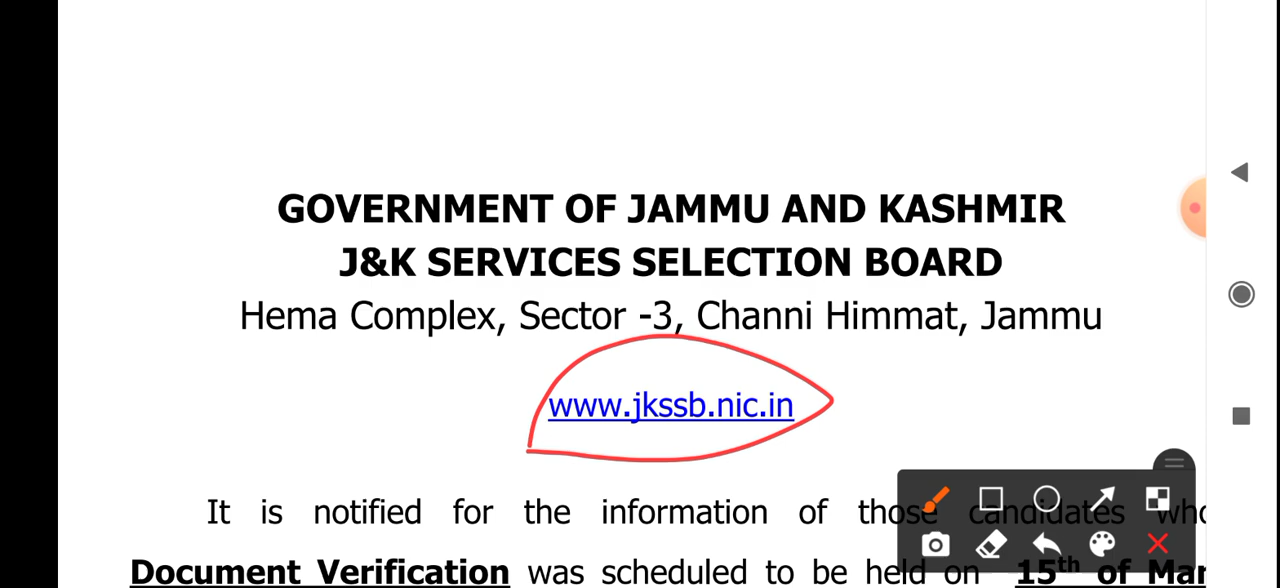 GOVERNMENT OF JAMMU AND KASHMIR
J&K SERVICES SELECTION BOARD
Hema Complex, Sector -3, Channi Himmat, Jammu
www.jkssb.nic.in
It is notified for the information of those candidates who
Document Verification was scheduled to be held on 15th of Mar